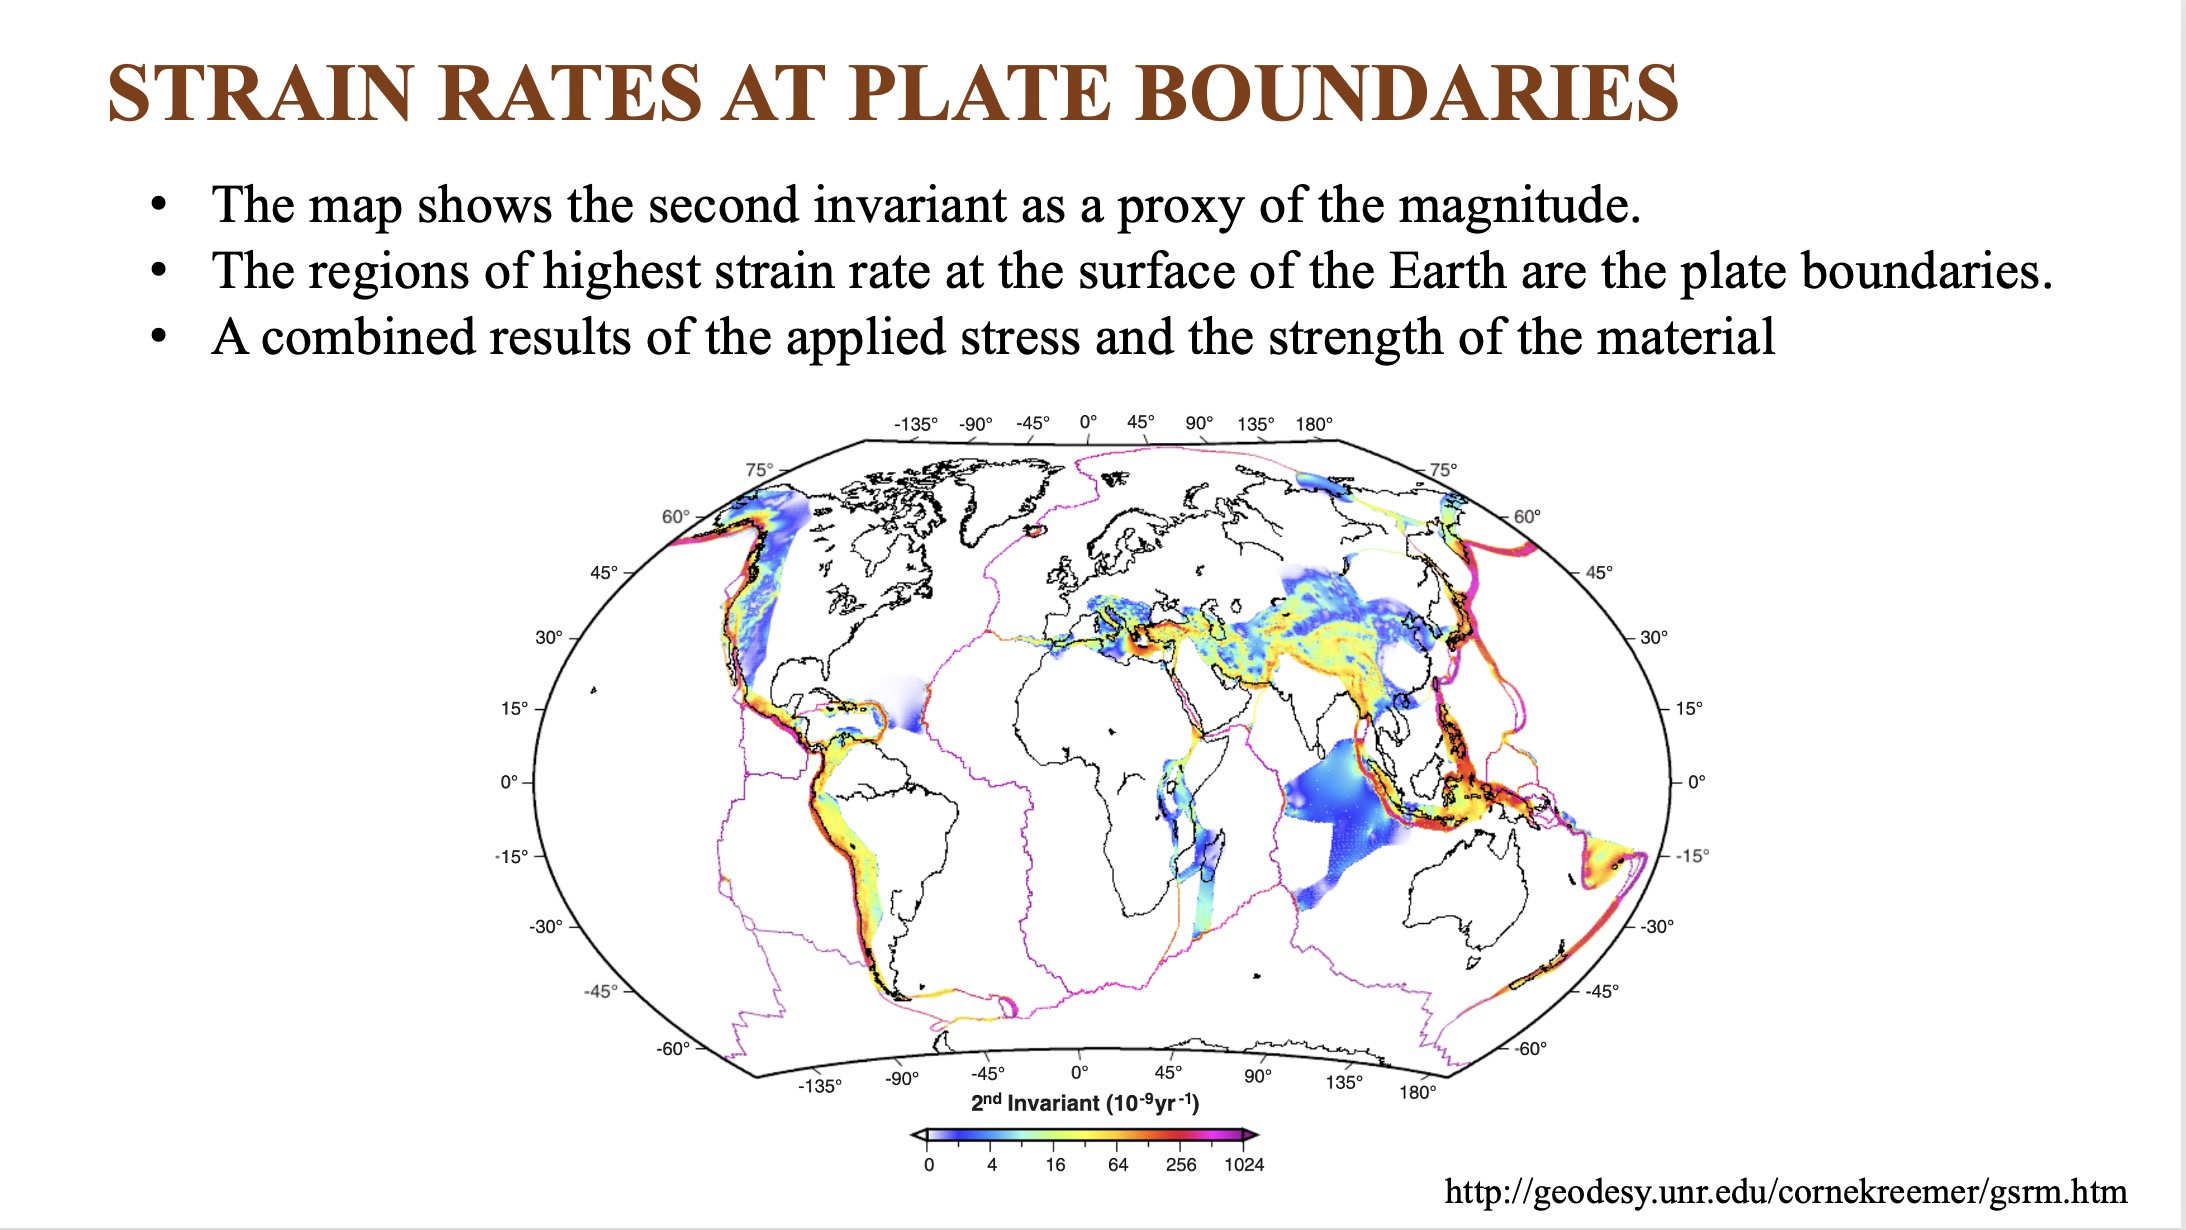 STRAIN RATES AT PLATE BOUNDARIES
• The map shows the second invariant as a proxy of the magnitude.
• The regions of highest strain rate at the surface of the Earth are the plate boundaries.
• A combined results of the applied stress and the strength of the material
-135° -90° -45° 0° 45° 90° 135° 180°
75° 75°
60° 60°
45° 45°
30° 30°
15° 15°
0° 0°
-15° -15°
-30° -30°
-45° -45°
-60° -60°
-135° -90° -45° 0° 45° 90° 135° 180°
2nd Invariant (10-9yr-1)
0 4 16 64 256 1024
http://geodesy.unr.edu/cornekreemer/gsrm.htm